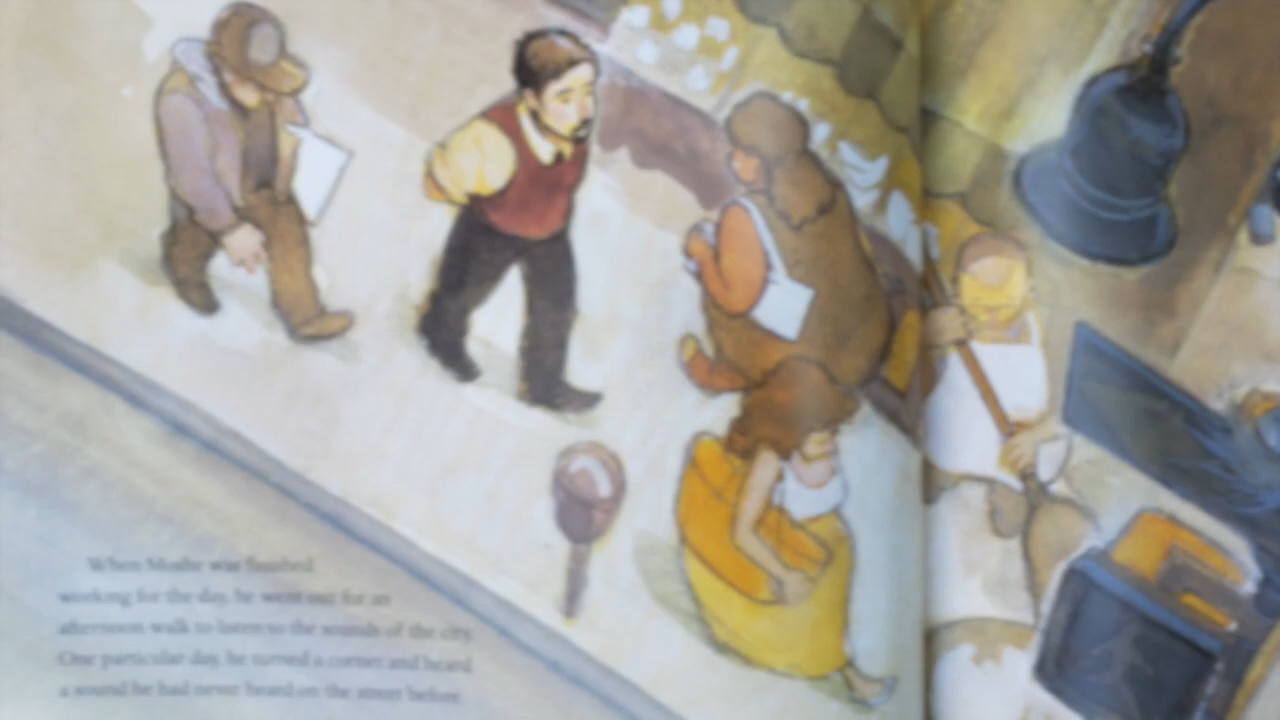 When Moshe was finished
working for the day, he went out for an
afternoon walk to listen to the sounds of the city.
One particular day, he turned a corner and heard
a sound he had never heard on the street before.